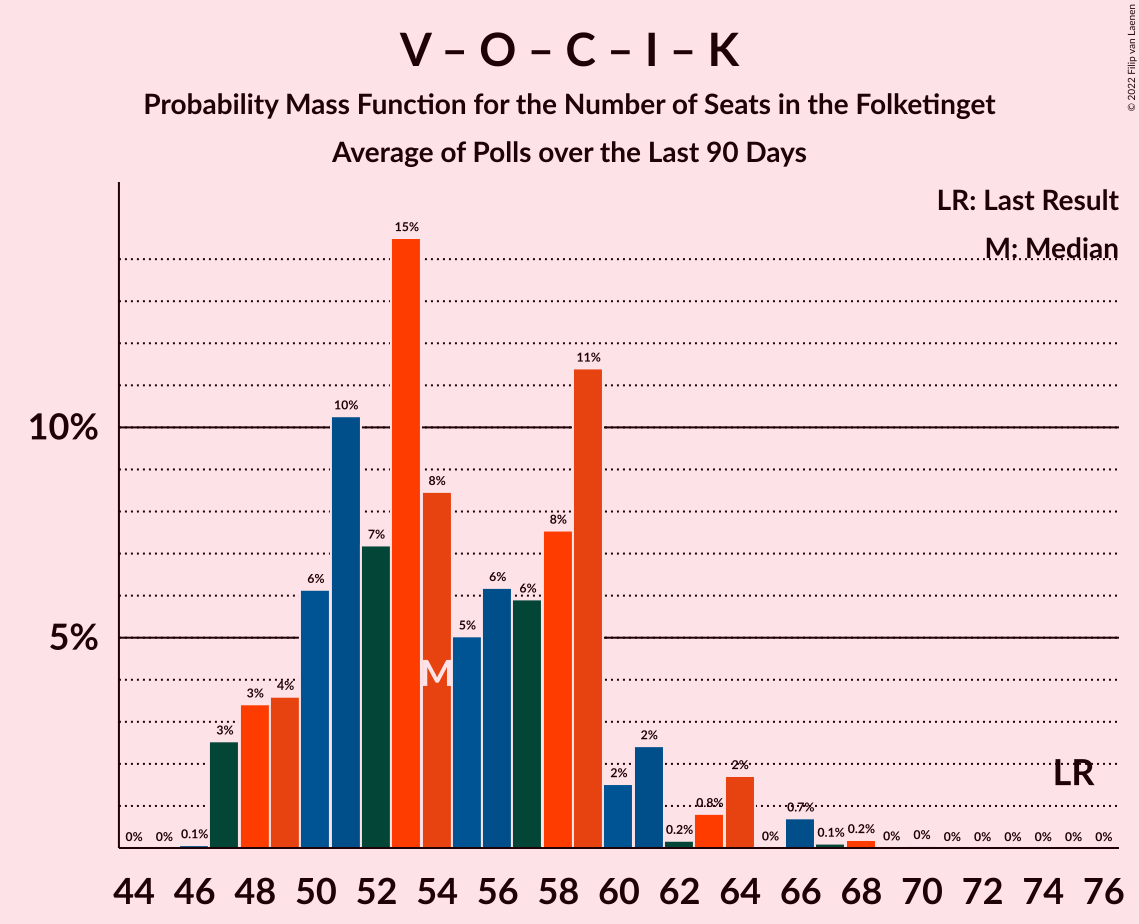 V – O – C – I – K
Probability Mass Function for the Number of Seats in the Folketinget
Average of Polls over the Last 90 Days
© 2022 Filip van Laenen
LR: Last Result
M: Median
15%
11%
10%
10%
8%
8%
7%
6%
6%
6%
5%
5%
4%
3%
3%
M
2%
2%
2%
LR
0.8%
0.7%
0% 0% 0.1% 0.2% 0% 0.1% 0.2% 0% 0% 0% 0% 0% 0% 0% 0%
44 46 48 50 52 54 56 58 60 62 64 66 68 70 72 74 76